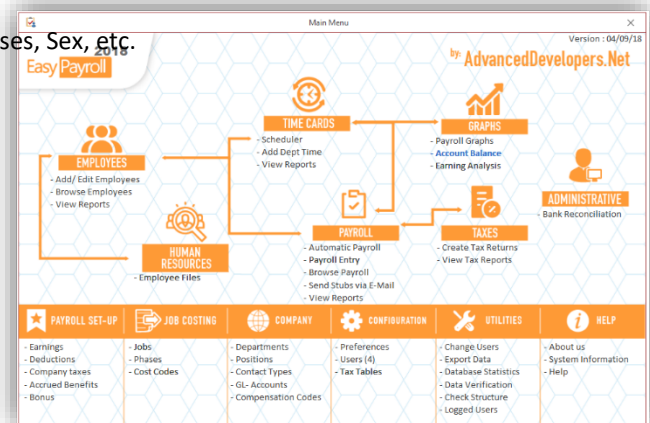 ses, Sex, etc.
Main Menu
Version : 04/09/18
2018
Easy Payroll
by: AdvancedDevelopers.Net
TIME CARDS
- Scheduler
- Add Dept Time
- View Reports
GRAPHS
- Payroll Graphs
- Account Balance
- Earning Analysis
EMPLOYEES
- Add/ Edit Employees
- Browse Employees
- View Reports
ADMINISTRATIVE
- Bank Reconciliation
HUMAN
RESOURCES
- Employee Files
PAYROLL
- Automatic Payroll
- Payroll Entry
- Browse Payroll
- Send Stubs via E-Mail
- View Reports
TAXES
- Create Tax Returns
- View Tax Reports
PAYROLL SET-UP
- Earnings
- Deductions
- Company taxes
- Accrued Benefits
- Bonus
JOB COSTING
- Jobs
- Phases
- Cost Codes
COMPANY
- Departments
- Positions
- Contact Types
- GL- Accounts
- Compensation Codes
CONFIGURATION
- Preferences
- Users (4)
- Tax Tables
UTILITIES
- Change Users
- Export Data
- Database Statistics
- Data Verification
- Check Structure
- Logged Users
HELP
- About us
- System Information
- Help